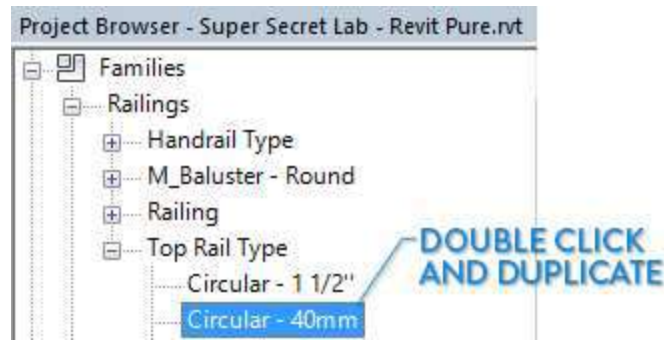 Project Browser - Super Secret Lab - Revit Pure.rvt
Families
Railings
Handrail Type
M_Baluster - Round
Railing
Top Rail Type
Circular - 1 1/2"
Circular - 40mm
DOUBLE CLICK
AND DUPLICATE